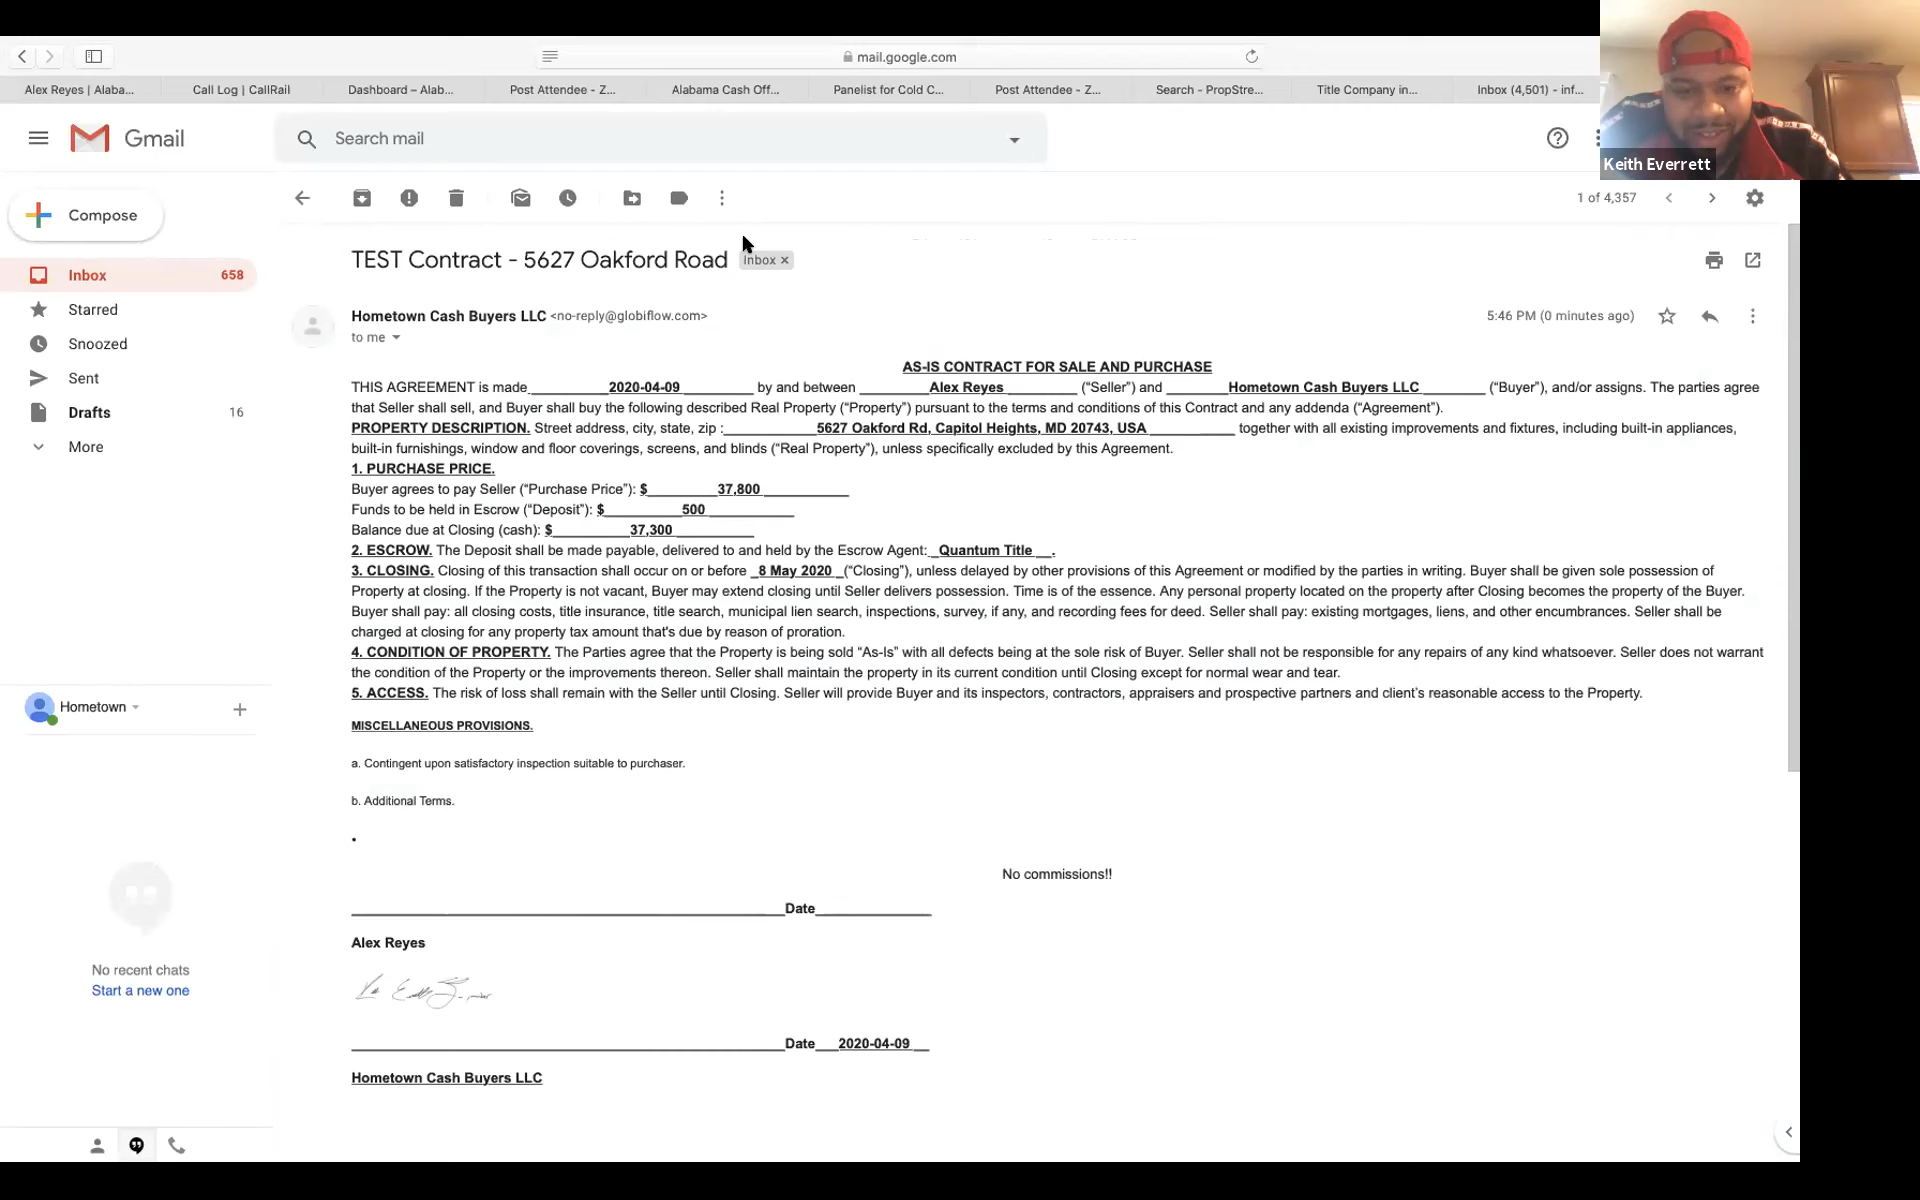 mail.google.com
Alex Reyes | Alaba...
Call Log | CallRail
Dashboard – Alab...
Post Attendee - Z...
Alabama Cash Off...
Panelist for Cold C...
Post Attendee - Z...
Search - PropStre...
Title Company in...
Inbox (4,501) - inf...
Keith Everrett
Gmail
Search mail
Compose
1 of 4,357
Inbox 658
Starred
Snoozed
Sent
Drafts 16
More
Hometown
No recent chats
Start a new one
TEST Contract - 5627 Oakford Road Inbox ×
Hometown Cash Buyers LLC <no-reply@globiflow.com>
5:46 PM (0 minutes ago)
to me
AS-IS CONTRACT FOR SALE AND PURCHASE
THIS AGREEMENT is made 2020-04-09 by and between Alex Reyes ("Seller") and Hometown Cash Buyers LLC ("Buyer"), and/or assigns. The parties agree
that Seller shall sell, and Buyer shall buy the following described Real Property ("Property") pursuant to the terms and conditions of this Contract and any addenda ("Agreement").
PROPERTY DESCRIPTION. Street address, city, state, zip : 5627 Oakford Rd, Capitol Heights, MD 20743, USA together with all existing improvements and fixtures, including built-in appliances,
built-in furnishings, window and floor coverings, screens, and blinds ("Real Property"), unless specifically excluded by this Agreement.
1. PURCHASE PRICE.
Buyer agrees to pay Seller ("Purchase Price"): $ 37,800
Funds to be held in Escrow ("Deposit"): $ 500
Balance due at Closing (cash): $ 37,300
2. ESCROW. The Deposit shall be made payable, delivered to and held by the Escrow Agent: Quantum Title .
3. CLOSING. Closing of this transaction shall occur on or before 8 May 2020 ("Closing"), unless delayed by other provisions of this Agreement or modified by the parties in writing. Buyer shall be given sole possession of
Property at closing. If the Property is not vacant, Buyer may extend closing until Seller delivers possession. Time is of the essence. Any personal property located on the property after Closing becomes the property of the Buyer.
Buyer shall pay: all closing costs, title insurance, title search, municipal lien search, inspections, survey, if any, and recording fees for deed. Seller shall pay: existing mortgages, liens, and other encumbrances. Seller shall be
charged at closing for any property tax amount that's due by reason of proration.
4. CONDITION OF PROPERTY. The Parties agree that the Property is being sold "As-Is" with all defects being at the sole risk of Buyer. Seller shall not be responsible for any repairs of any kind whatsoever. Seller does not warrant
the condition of the Property or the improvements thereon. Seller shall maintain the property in its current condition until Closing except for normal wear and tear.
5. ACCESS. The risk of loss shall remain with the Seller until Closing. Seller will provide Buyer and its inspectors, contractors, appraisers and prospective partners and client's reasonable access to the Property.
MISCELLANEOUS PROVISIONS.
a. Contingent upon satisfactory inspection suitable to purchaser.
b. Additional Terms.
No commissions!!
Date
Alex Reyes
Date 2020-04-09
Hometown Cash Buyers LLC